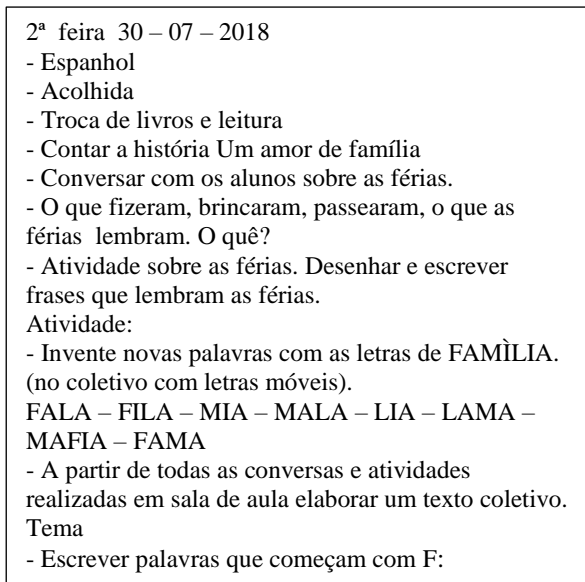 2ª feira 30 – 07 – 2018
- Espanhol
- Acolhida
- Troca de livros e leitura
- Contar a história Um amor de família
- Conversar com os alunos sobre as férias.
- O que fizeram, brincaram, passearam, o que as
férias lembram. O quê?
- Atividade sobre as férias. Desenhar e escrever
frases que lembram as férias.
Atividade:
- Invente novas palavras com as letras de FAMÌLIA.
(no coletivo com letras móveis).
FALA – FILA – MIA – MALA – LIA – LAMA –
MAFIA – FAMA
- A partir de todas as conversas e atividades
realizadas em sala de aula elaborar um texto coletivo.
Tema
- Escrever palavras que começam com F: